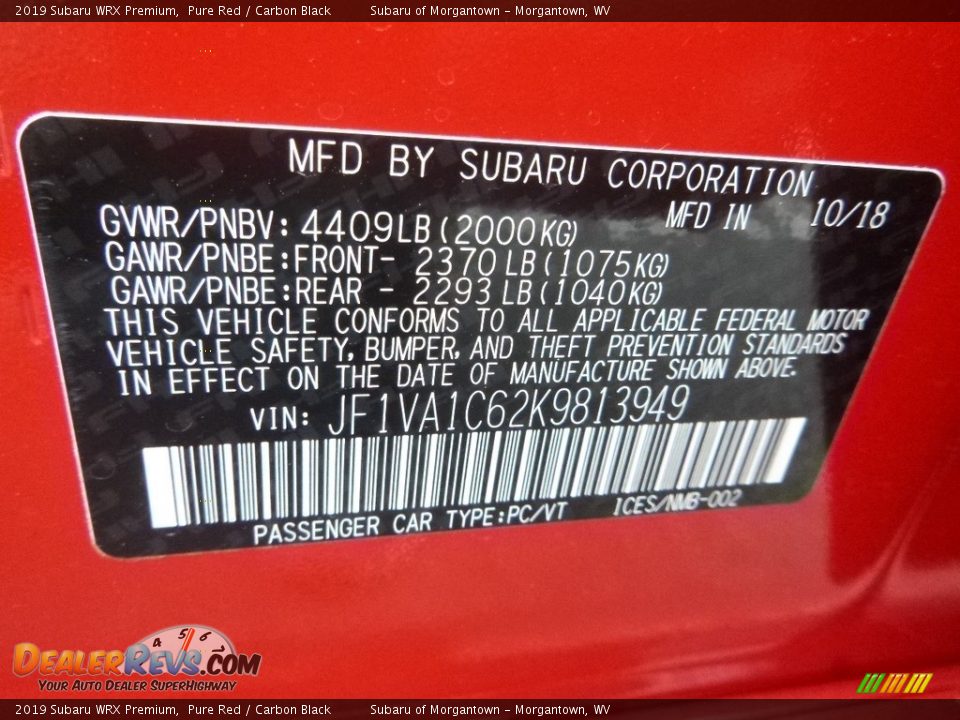 2019 Subaru WRX Premium, Pure Red / Carbon Black Subaru of Morgantown - Morgantown, WV
MFD BY SUBARU CORPORATION
GVWR/PNBV: 4409LB(2000KG) MFD IN 10/18
GAWR/PNBE:FRONT- 2370LB(1075KG)
GAWR/PNBE:REAR - 2293LB(1040KG)
THIS VEHICLE CONFORMS TO ALL APPLICABLE FEDERAL MOTOR
VEHICLE SAFETY, BUMPER, AND THEFT PREVENTION STANDARDS
IN EFFECT ON THE DATE OF MANUFACTURE SHOWN ABOVE.
VIN: JF1VA1C62K9813949
PASSENGER CAR TYPE:PC/VT ICES/NMB-002
4 5 6
DEALERREVS.COM
YOUR AUTO DEALER SUPERHIGHWAY
2019 Subaru WRX Premium, Pure Red / Carbon Black Subaru of Morgantown - Morgantown, WV